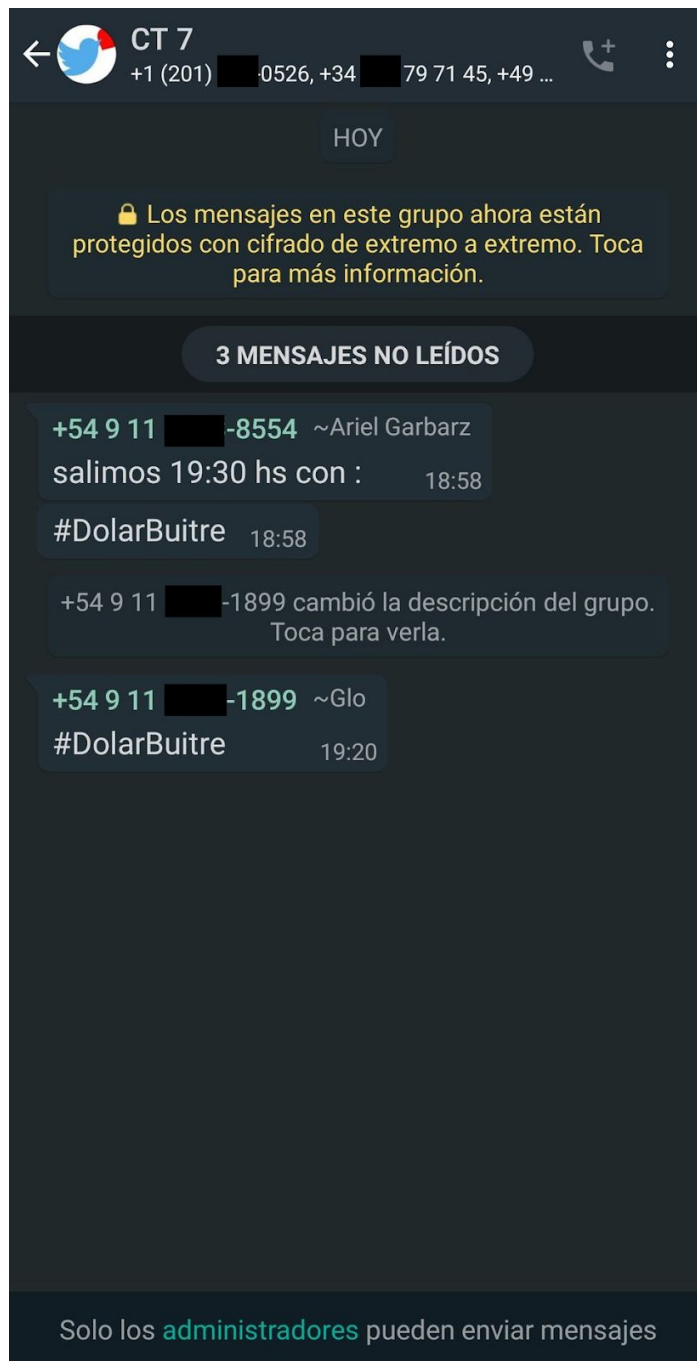 CT 7
+1 (201) -0526, +34 79 71 45, +49 ...
HOY
Los mensajes en este grupo ahora están
protegidos con cifrado de extremo a extremo. Toca
para más información.
3 MENSAJES NO LEÍDOS
+54 9 11 -8554 ~Ariel Garbarz
salimos 19:30 hs con :
18:58
#DolarBuitre 18:58
+54 9 11 -1899 cambió la descripción del grupo.
Toca para verla.
+54 9 11 -1899 ~Glo
#DolarBuitre 19:20
Solo los administradores pueden enviar mensajes